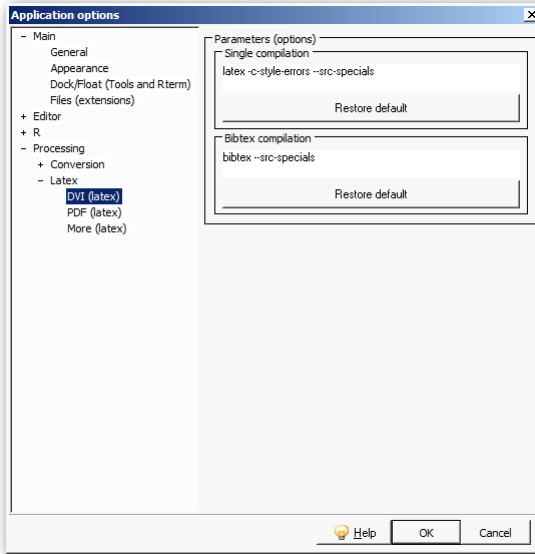 Application options
Main
General
Appearance
Dock/Float (Tools and Rterm)
Files (extensions)
Editor
R
Processing
Conversion
Latex
DVI (latex)
PDF (latex)
More (latex)
Parameters (options)
Single compilation
latex -c-style-errors --src-specials
Restore default
Bibtex compilation
bibtex --src-specials
Restore default
Help
OK
Cancel